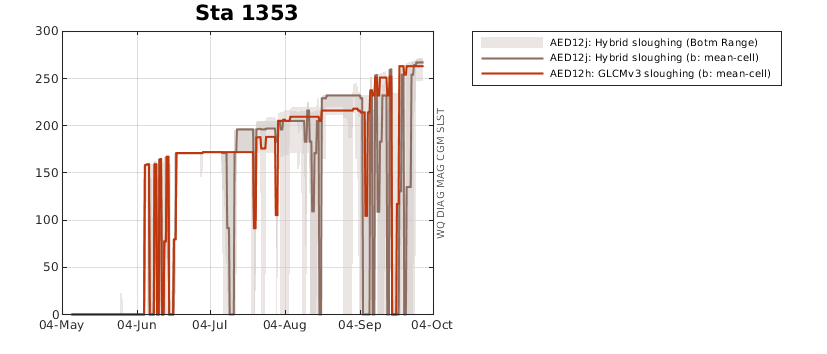 Sta 1353
300
250
200
150
100
50
0
04-May 04-Jun 04-Jul 04-Aug 04-Sep 04-Oct
WQ DIAG MAG CGM SLST
AED12j: Hybrid sloughing (Botm Range)
AED12j: Hybrid sloughing (b: mean-cell)
AED12h: GLCMv3 sloughing (b: mean-cell)